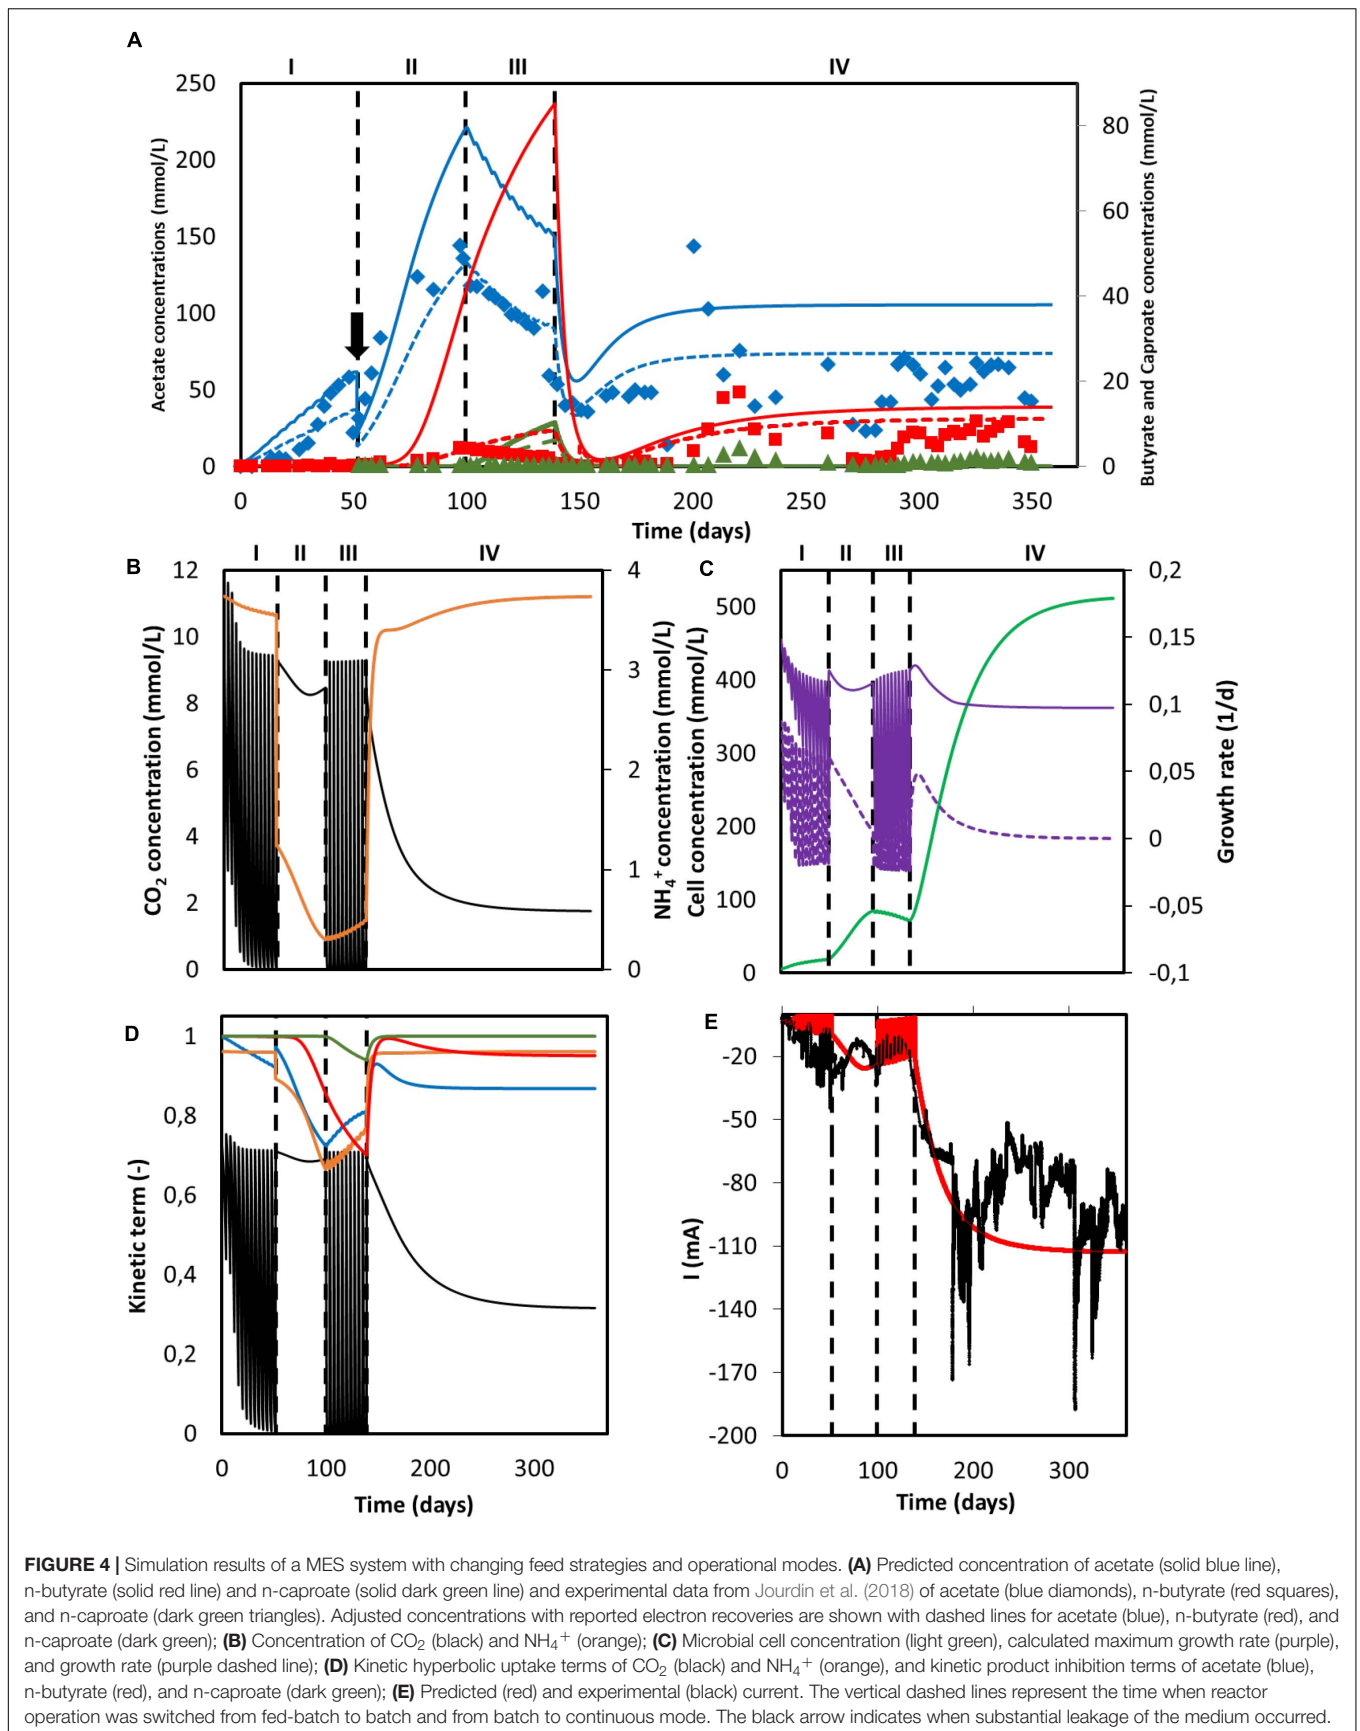 A
I II III IV
250
200
150
100
50
0
Acetate concentrations (mmol/L)
80
60
40
20
0
Butyrate and Caproate concentrations (mmol/L)
0 50 100 150 200 250 300 350
Time (days)
B
I II III IV
12
10
8
6
4
2
0
CO₂ concentration (mmol/L)
4
3
2
1
0
NH₄⁺ concentration (mmol/L)
C
I II III IV
500
400
300
200
100
0
Cell concentration (mmol/L)
0,2
0,15
0,1
0,05
0
-0,05
-0,1
Growth rate (1/d)
D
1
0,8
0,6
0,4
0,2
0
Kinetic term (-)
0 100 200 300
Time (days)
E
-20
-50
-80
-110
-140
-170
-200
I (mA)
0 100 200 300
Time (days)
FIGURE 4 | Simulation results of a MES system with changing feed strategies and operational modes. (A) Predicted concentration of acetate (solid blue line),
n-butyrate (solid red line) and n-caproate (solid dark green line) and experimental data from Jourdin et al. (2018) of acetate (blue diamonds), n-butyrate (red squares),
and n-caproate (dark green triangles). Adjusted concentrations with reported electron recoveries are shown with dashed lines for acetate (blue), n-butyrate (red), and
n-caproate (dark green); (B) Concentration of CO₂ (black) and NH₄⁺ (orange); (C) Microbial cell concentration (light green), calculated maximum growth rate (purple),
and growth rate (purple dashed line); (D) Kinetic hyperbolic uptake terms of CO₂ (black) and NH₄⁺ (orange), and kinetic product inhibition terms of acetate (blue),
n-butyrate (red), and n-caproate (dark green); (E) Predicted (red) and experimental (black) current. The vertical dashed lines represent the time when reactor
operation was switched from fed-batch to batch and from batch to continuous mode. The black arrow indicates when substantial leakage of the medium occurred.